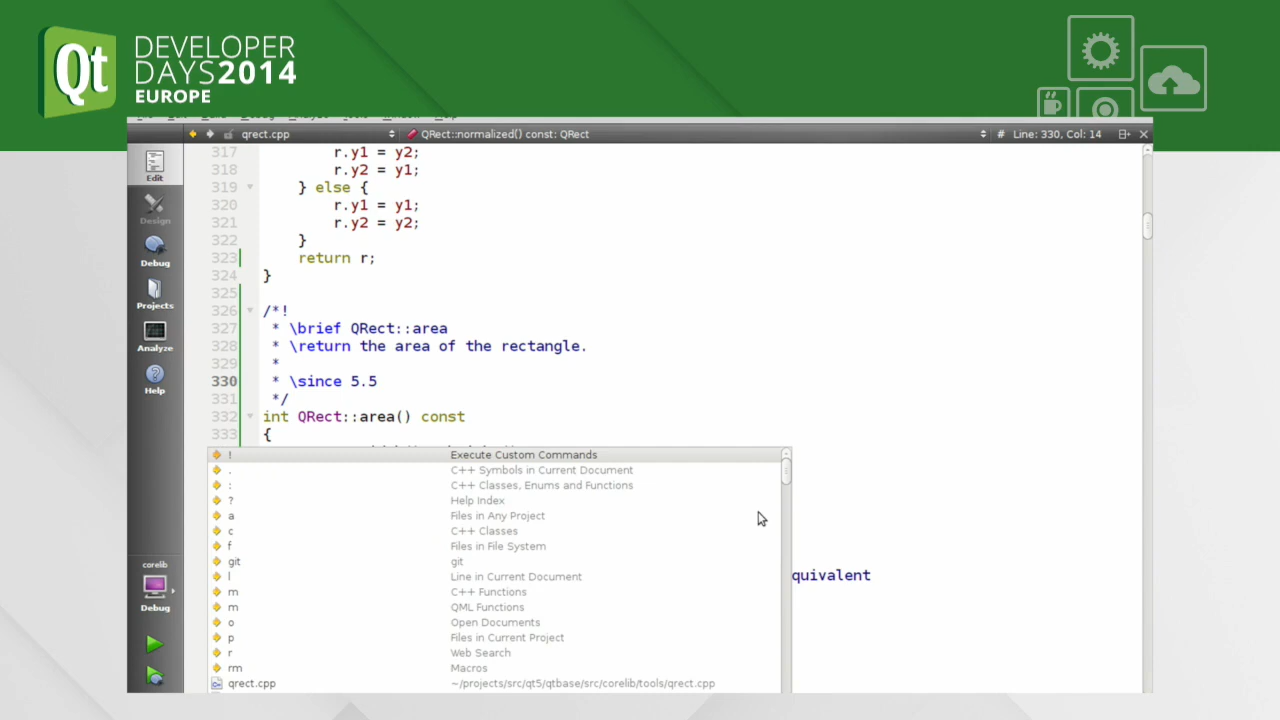 Qt
DEVELOPER
DAYS2014
EUROPE
qrect.cpp
QRect::normalized() const: QRect
# Line: 330, Col: 14
317 r.y1 = y2;
318 r.y2 = y1;
319 } else {
320 r.y1 = y1;
321 r.y2 = y2;
322 }
323 return r;
324 }
325
326 /*!
327 * \brief QRect::area
328 * \return the area of the rectangle.
329 *
330 * \since 5.5
331 */
332 int QRect::area() const
333 {
Edit
Design
Debug
Projects
Analyze
Help
corelib
Debug
! Execute Custom Commands
. C++ Symbols in Current Document
: C++ Classes, Enums and Functions
? Help Index
a Files in Any Project
c C++ Classes
f Files in File System
git git
l Line in Current Document
m C++ Functions
m QML Functions
o Open Documents
p Files in Current Project
r Web Search
rm Macros
qrect.cpp ~/projects/src/qt5/qtbase/src/corelib/tools/qrect.cpp
quivalent